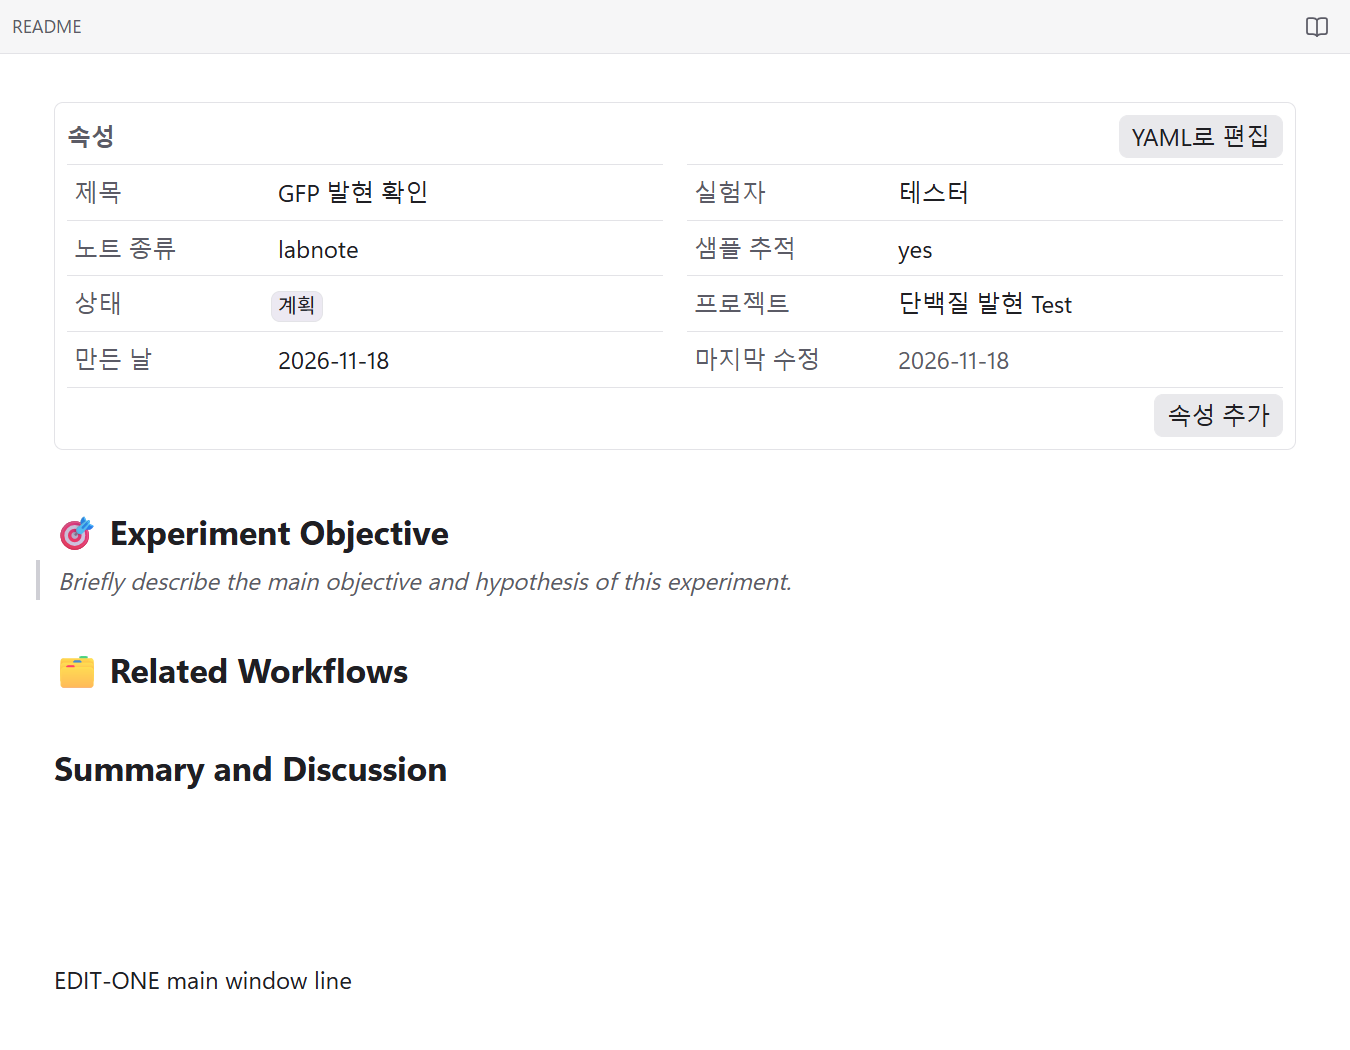 README
속성
YAML로 편집
제목 GFP 발현 확인
실험자 테스터
노트 종류 labnote
샘플 추적 yes
상태 계획
프로젝트 단백질 발현 Test
만든 날 2026-11-18
마지막 수정 2026-11-18
속성 추가
Experiment Objective
Briefly describe the main objective and hypothesis of this experiment.
Related Workflows
Summary and Discussion
EDIT-ONE main window line